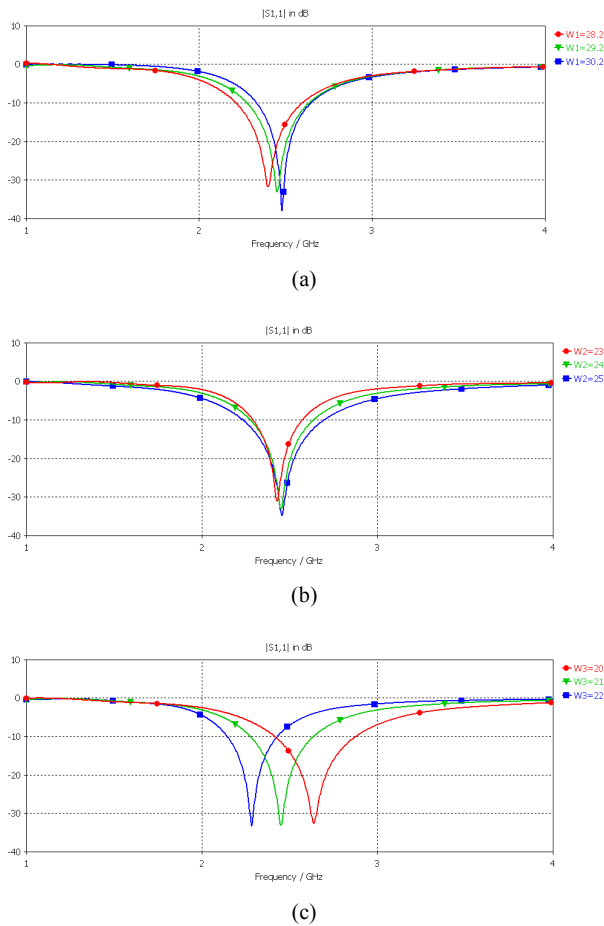 |S1,1| in dB
10
0
-10
-20
-30
-40
1
2
3
4
Frequency / GHz
W1=28.2
W1=29.2
W1=30.2
(a)
|S1,1| in dB
10
0
-10
-20
-30
-40
1
2
3
4
Frequency / GHz
W2=23
W2=24
W2=25
(b)
|S1,1| in dB
10
0
-10
-20
-30
-40
1
2
3
4
Frequency / GHz
W3=20
W3=21
W3=22
(c)